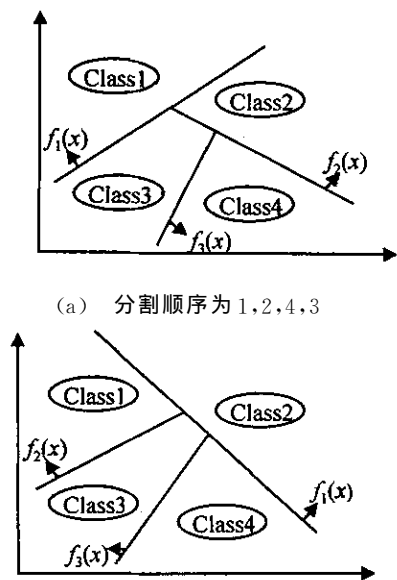 Class1
Class2
f₁(x)
f₂(x)
Class3
Class4
f₃(x)
(a) 分割顺序为1,2,4,3
Class1
Class2
f₂(x)
f₁(x)
Class3
Class4
f₃(x)